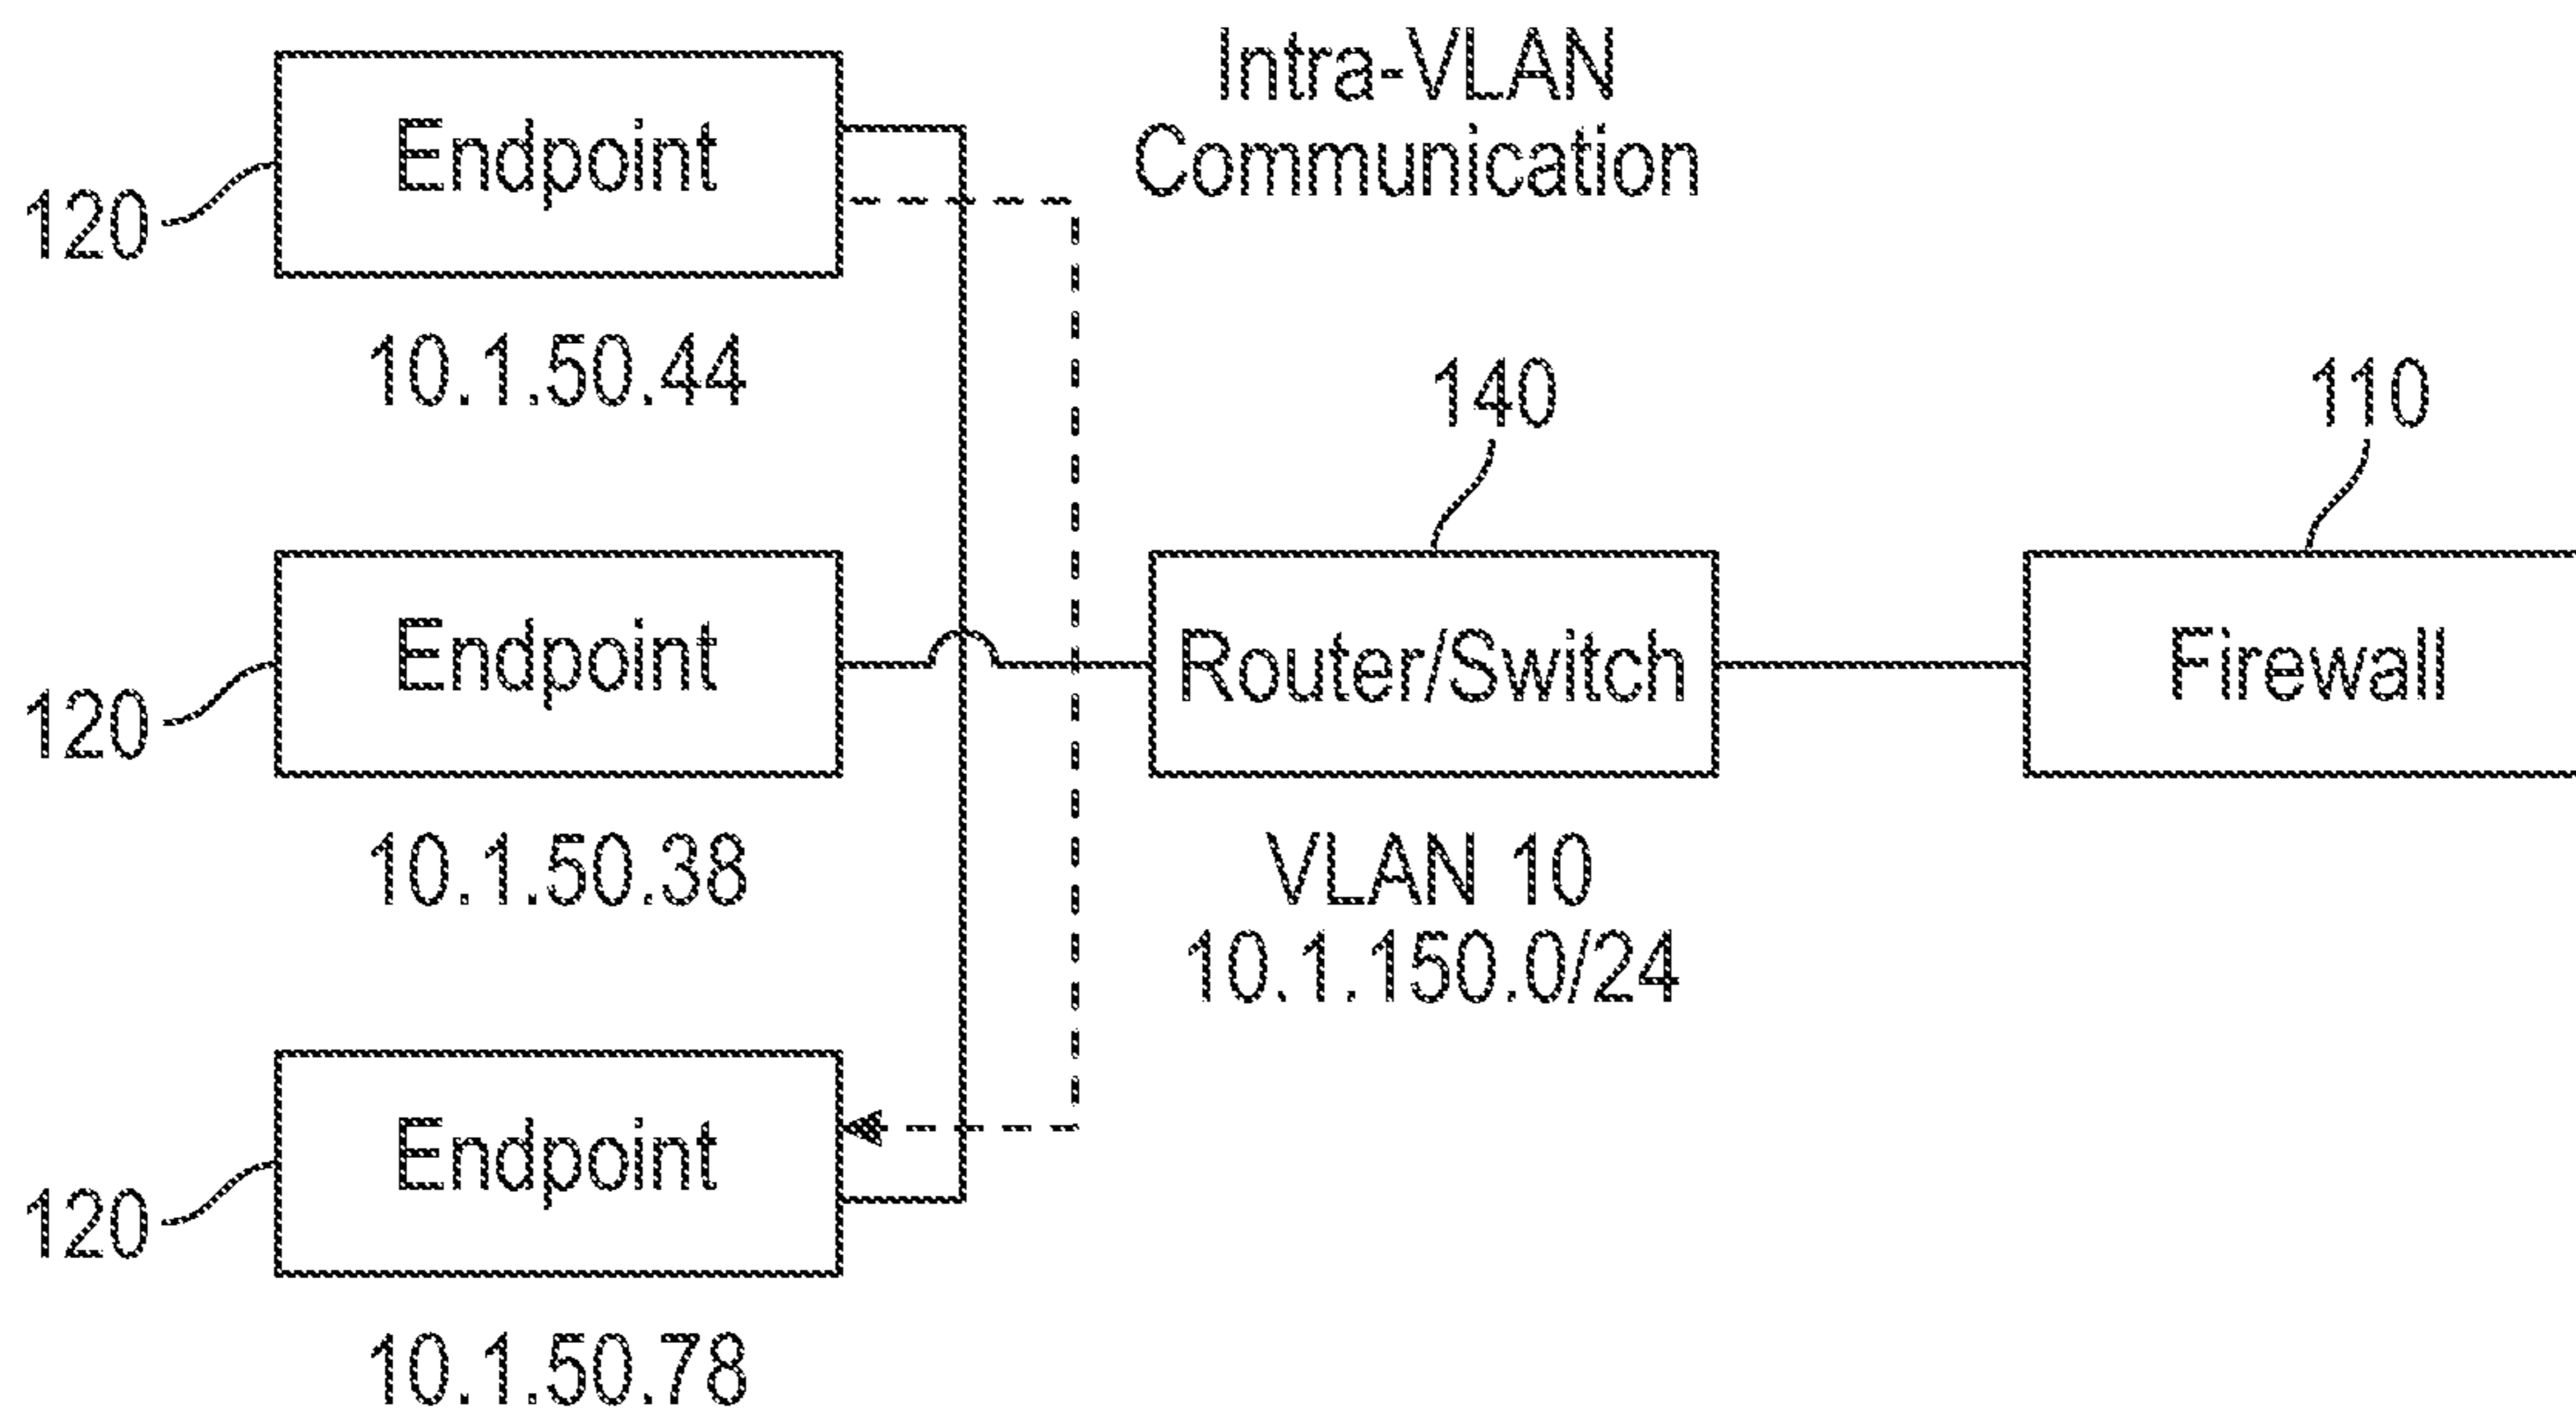 Intra-VLAN
Communication
Endpoint
120
10.1.50.44
140
110
Endpoint
Router/Switch
Firewall
120
10.1.50.38
VLAN 10
10.1.150.0/24
Endpoint
120
10.1.50.78